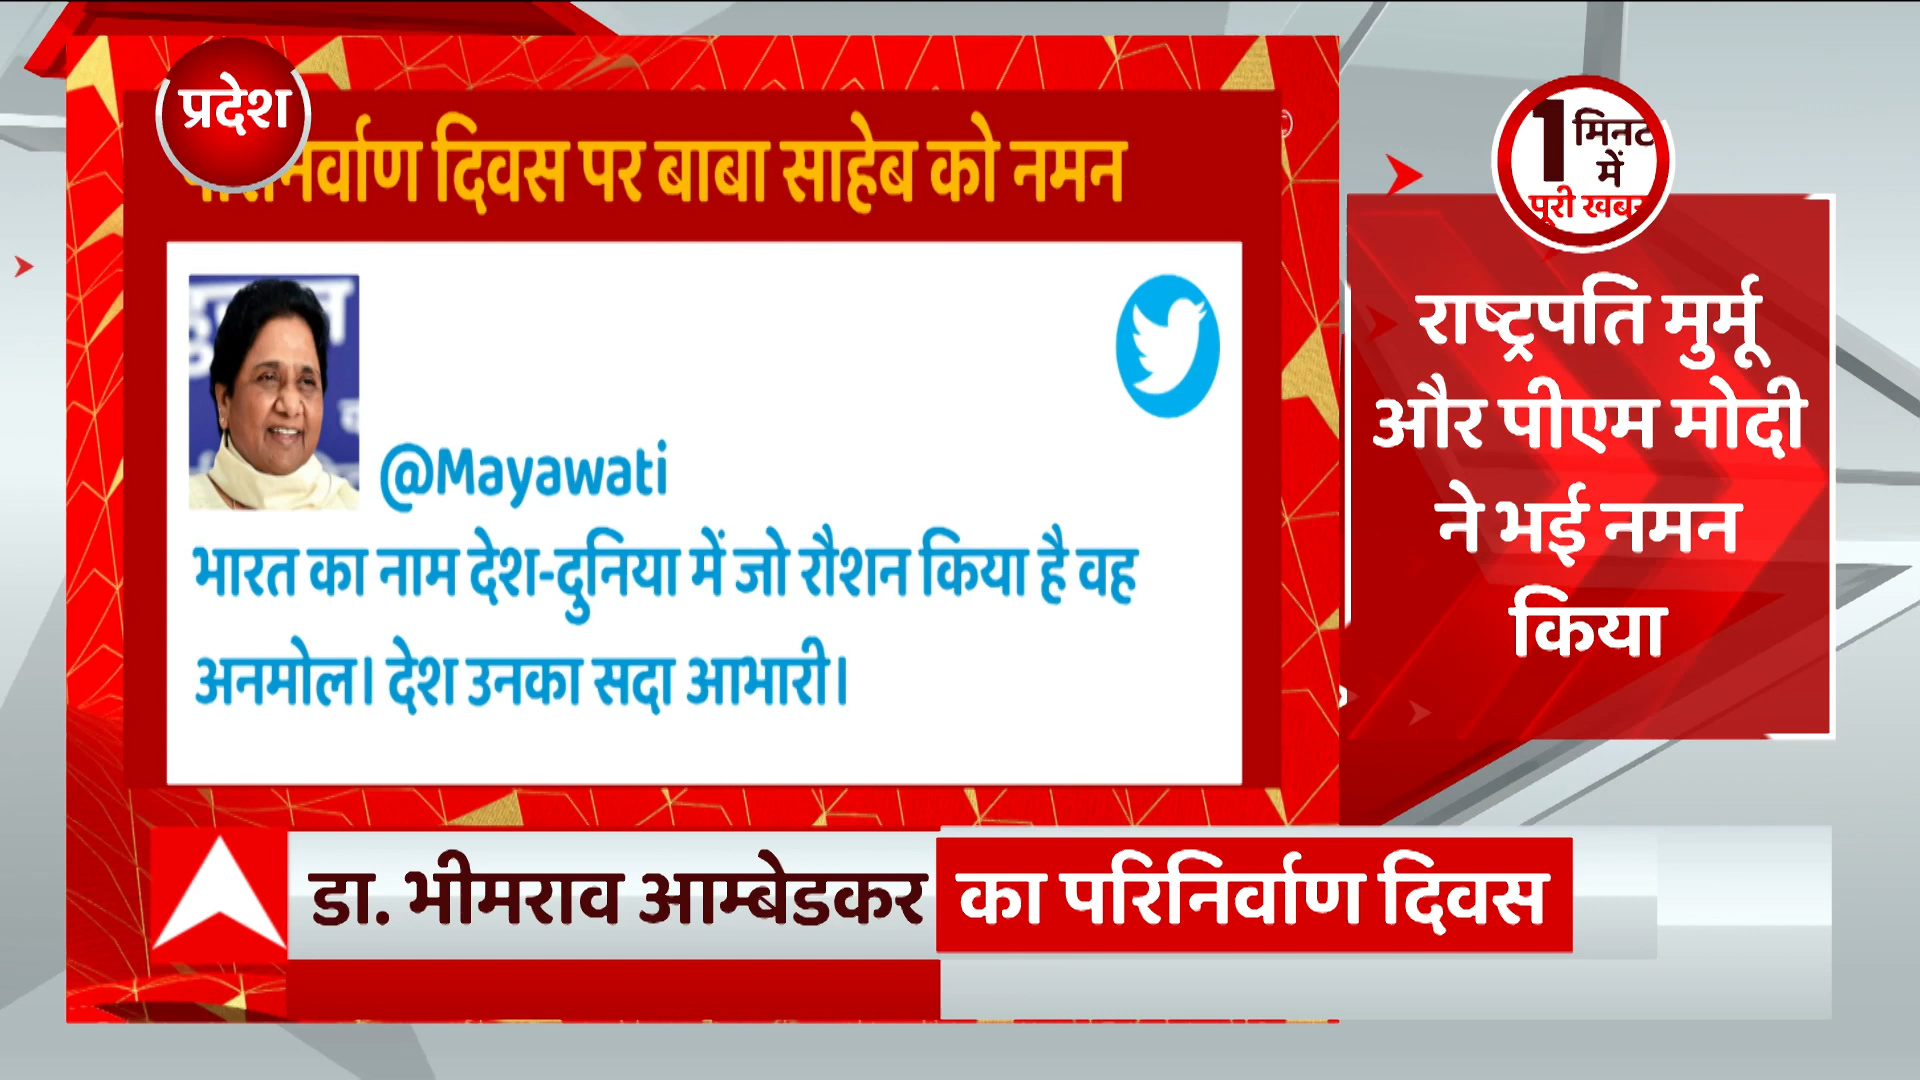 प्रदेश
दिवस पर बाबा साहेब को नमन
@Mayawati
भारत का नाम देश-दुनिया में जो रौशन किया है वह
अनमोल। देश उनका सदा आभारी।
1 मिनट
में
पूरी खबर
राष्ट्रपति मुर्मू
और पीएम मोदी
ने भई नमन
किया
डा. भीमराव आम्बेडकर का परिनिर्वाण दिवस